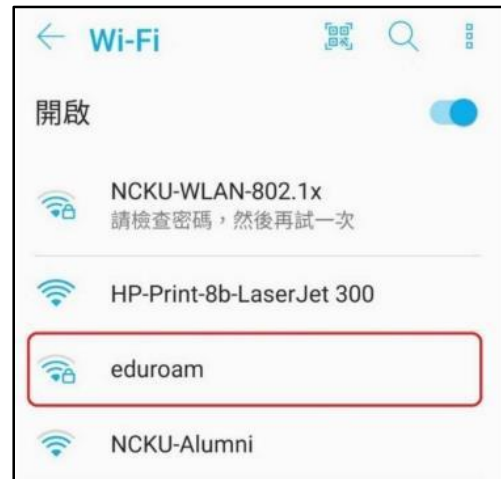 Wi-Fi
開啟
NCKU-WLAN-802.1x
請檢查密碼，然後再試一次
HP-Print-8b-LaserJet 300
eduroam
NCKU-Alumni